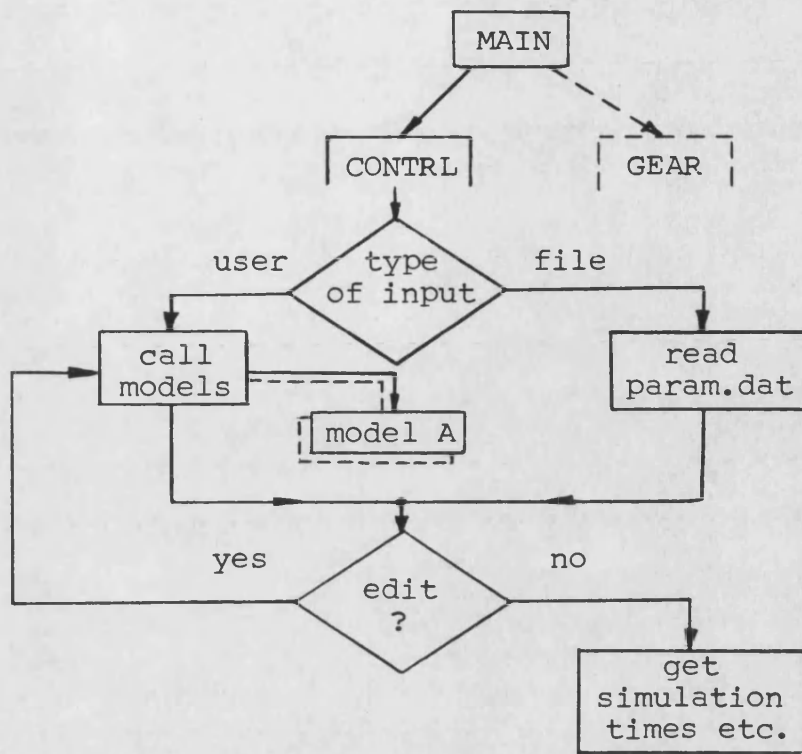 MAIN
CONTRL
GEAR
user
type
of input
file
call
models
read
param.dat
model A
yes
edit
?
no
get
simulation
times etc.